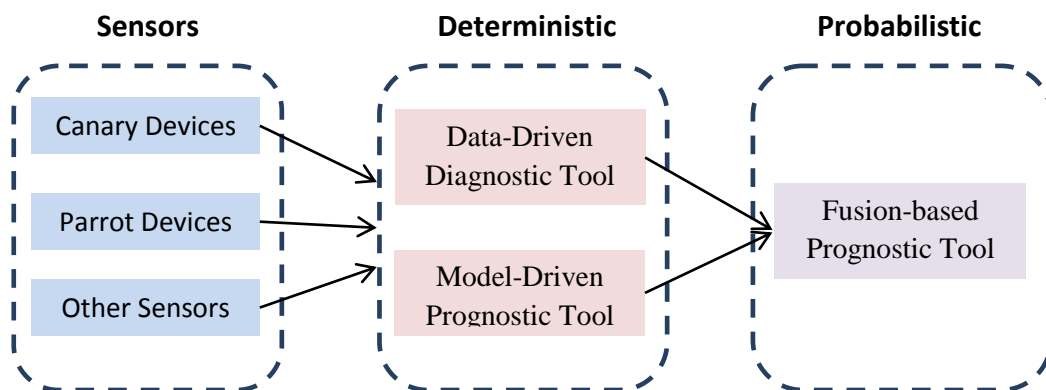 Sensors
Deterministic
Probabilistic
Canary Devices
Parrot Devices
Other Sensors
Data-Driven
Diagnostic Tool
Model-Driven
Prognostic Tool
Fusion-based
Prognostic Tool